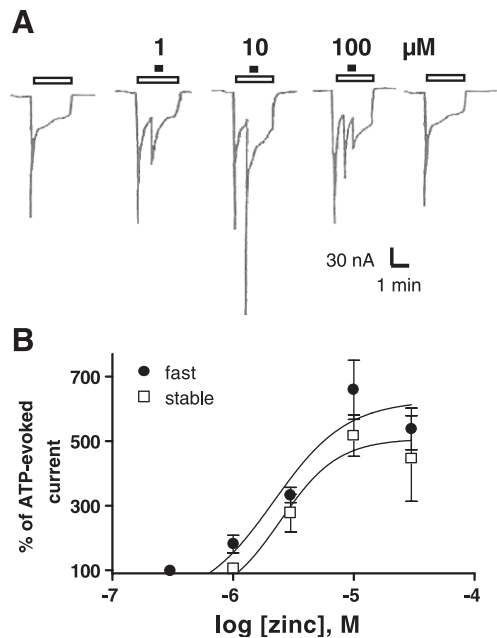 A
1 10 100 µM
30 nA
1 min
B
fast
stable
% of ATP-evoked
current
700
500
300
100
-7 -6 -5 -4
log [zinc], M